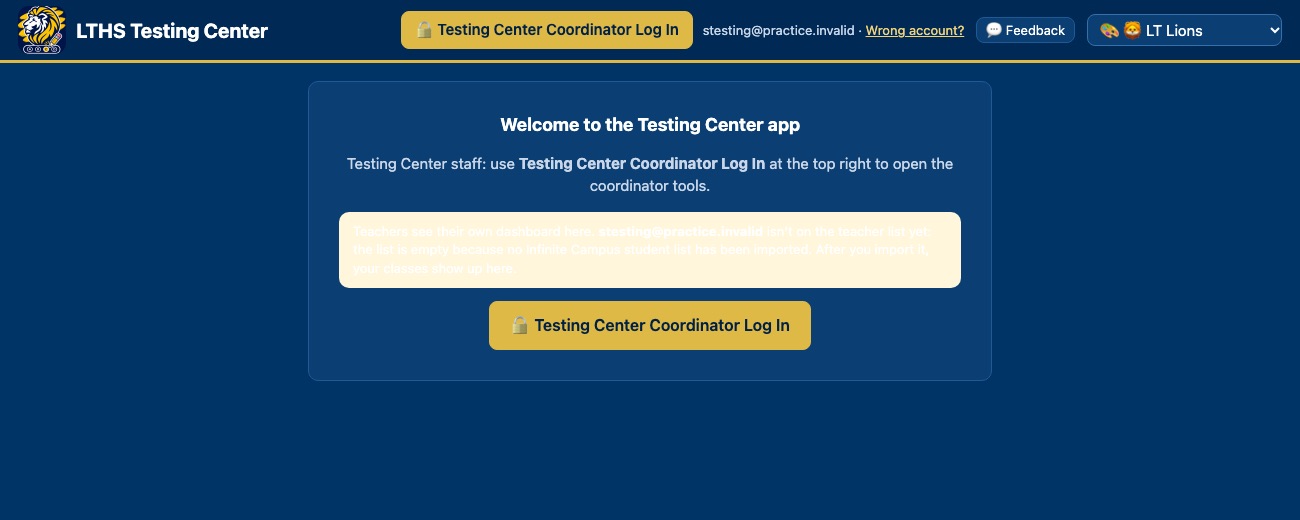 LTHS Testing Center
Testing Center Coordinator Log In
stesting@practice.invalid · Wrong account?
Feedback
LT Lions
Welcome to the Testing Center app
Testing Center staff: use Testing Center Coordinator Log In at the top right to open the
coordinator tools.
Teachers see their own dashboard here. stesting@practice.invalid isn't on the teacher list yet
the list is empty because no Infinite Campus student list has been imported. After you import it,
your classes show up here
Testing Center Coordinator Log In